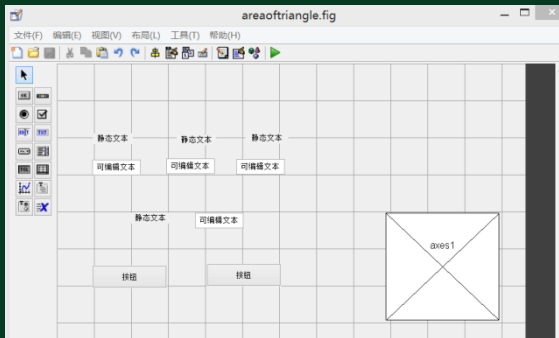 areaoftriangle.fig
文件(F) 编辑(E) 视图(V) 布局(L) 工具(T) 帮助(H)
静态文本 静态文本 静态文本
可编辑文本 可编辑文本 可编辑文本
静态文本 可编辑文本
按钮 按钮
axes1